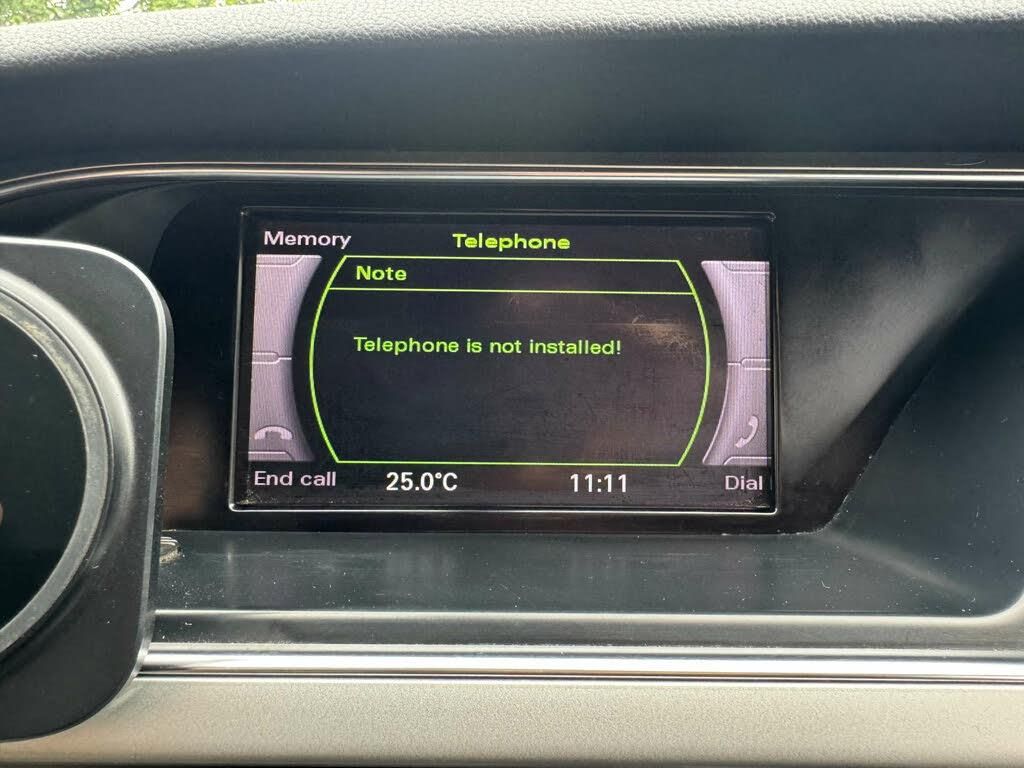 Memory Telephone
Note
Telephone is not installed!
End call 25.0°C 11:11 Dial